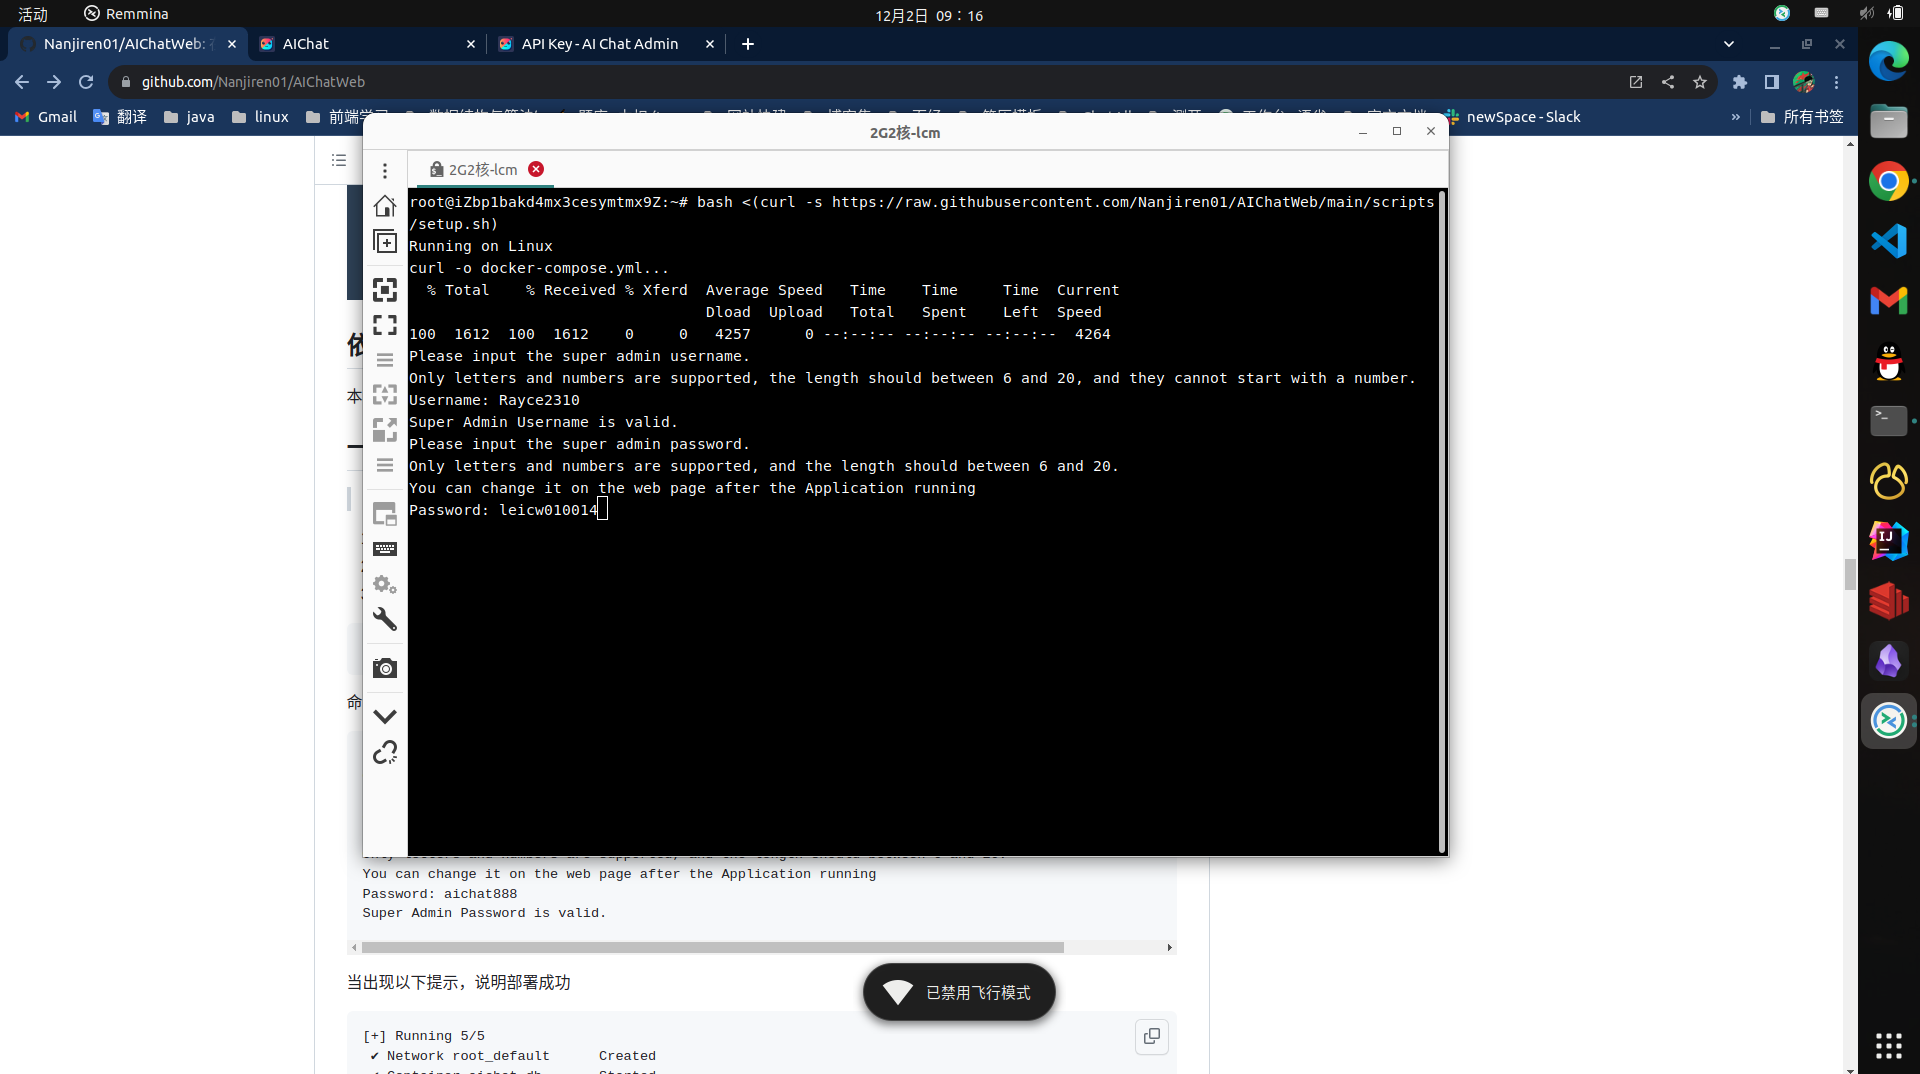 活动
Remmina
12月2日 09：16
Nanjiren01/AIChatWeb:
AIChat
API Key - AI Chat Admin
github.com/Nanjiren01/AIChatWeb
Gmail
翻译
java
linux
newSpace - Slack
»
所有书签
2G2核-lcm
2G2核-lcm
root@iZbp1bakd4mx3cesymtmx9Z:~# bash <(curl -s https://raw.githubusercontent.com/Nanjiren01/AIChatWeb/main/scripts
/setup.sh)
Running on Linux
curl -o docker-compose.yml...
% Total    % Received % Xferd  Average Speed   Time    Time     Time  Current
Dload  Upload   Total   Spent    Left  Speed
100  1612  100  1612    0     0   4257      0 --:--:-- --:--:-- --:--:--  4264
Please input the super admin username.
Only letters and numbers are supported, the length should between 6 and 20, and they cannot start with a number.
Username: Rayce2310
Super Admin Username is valid.
Please input the super admin password.
Only letters and numbers are supported, and the length should between 6 and 20.
You can change it on the web page after the Application running
Password: leicw010014
依
本
命
You can change it on the web page after the Application running
Password: aichat888
Super Admin Password is valid.
当出现以下提示，说明部署成功
已禁用飞行模式
[+] Running 5/5
✔ Network root_default      Created